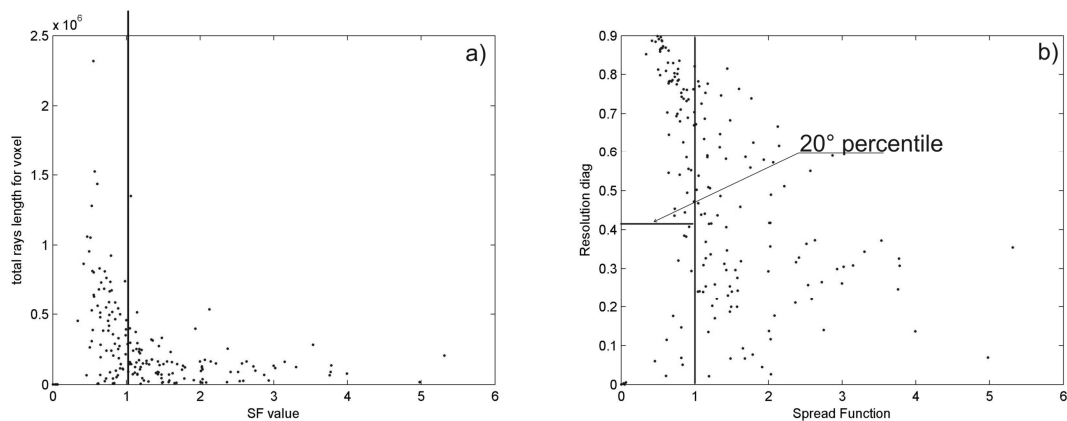 x 10⁶
a)
2.5
2
1.5
1
0.5
0
0 1 2 3 4 5 6
total rays length for voxel
SF value
b)
0.9
0.8
0.7
0.6
0.5
0.4
0.3
0.2
0.1
0
0 1 2 3 4 5 6
20° percentile
Resolution diag
Spread Function